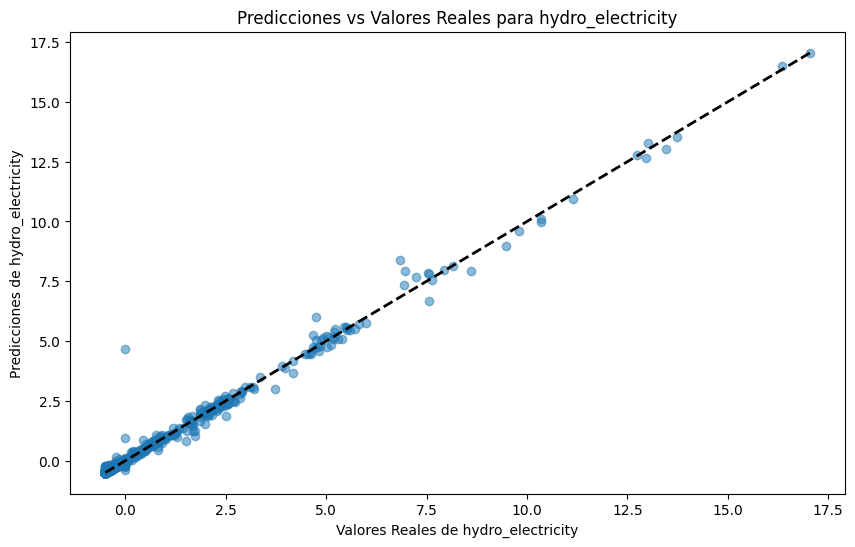 Predicciones vs Valores Reales para hydro_electricity
Predicciones de hydro_electricity
17.5
15.0
12.5
10.0
7.5
5.0
2.5
0.0
0.0 2.5 5.0 7.5 10.0 12.5 15.0 17.5
Valores Reales de hydro_electricity